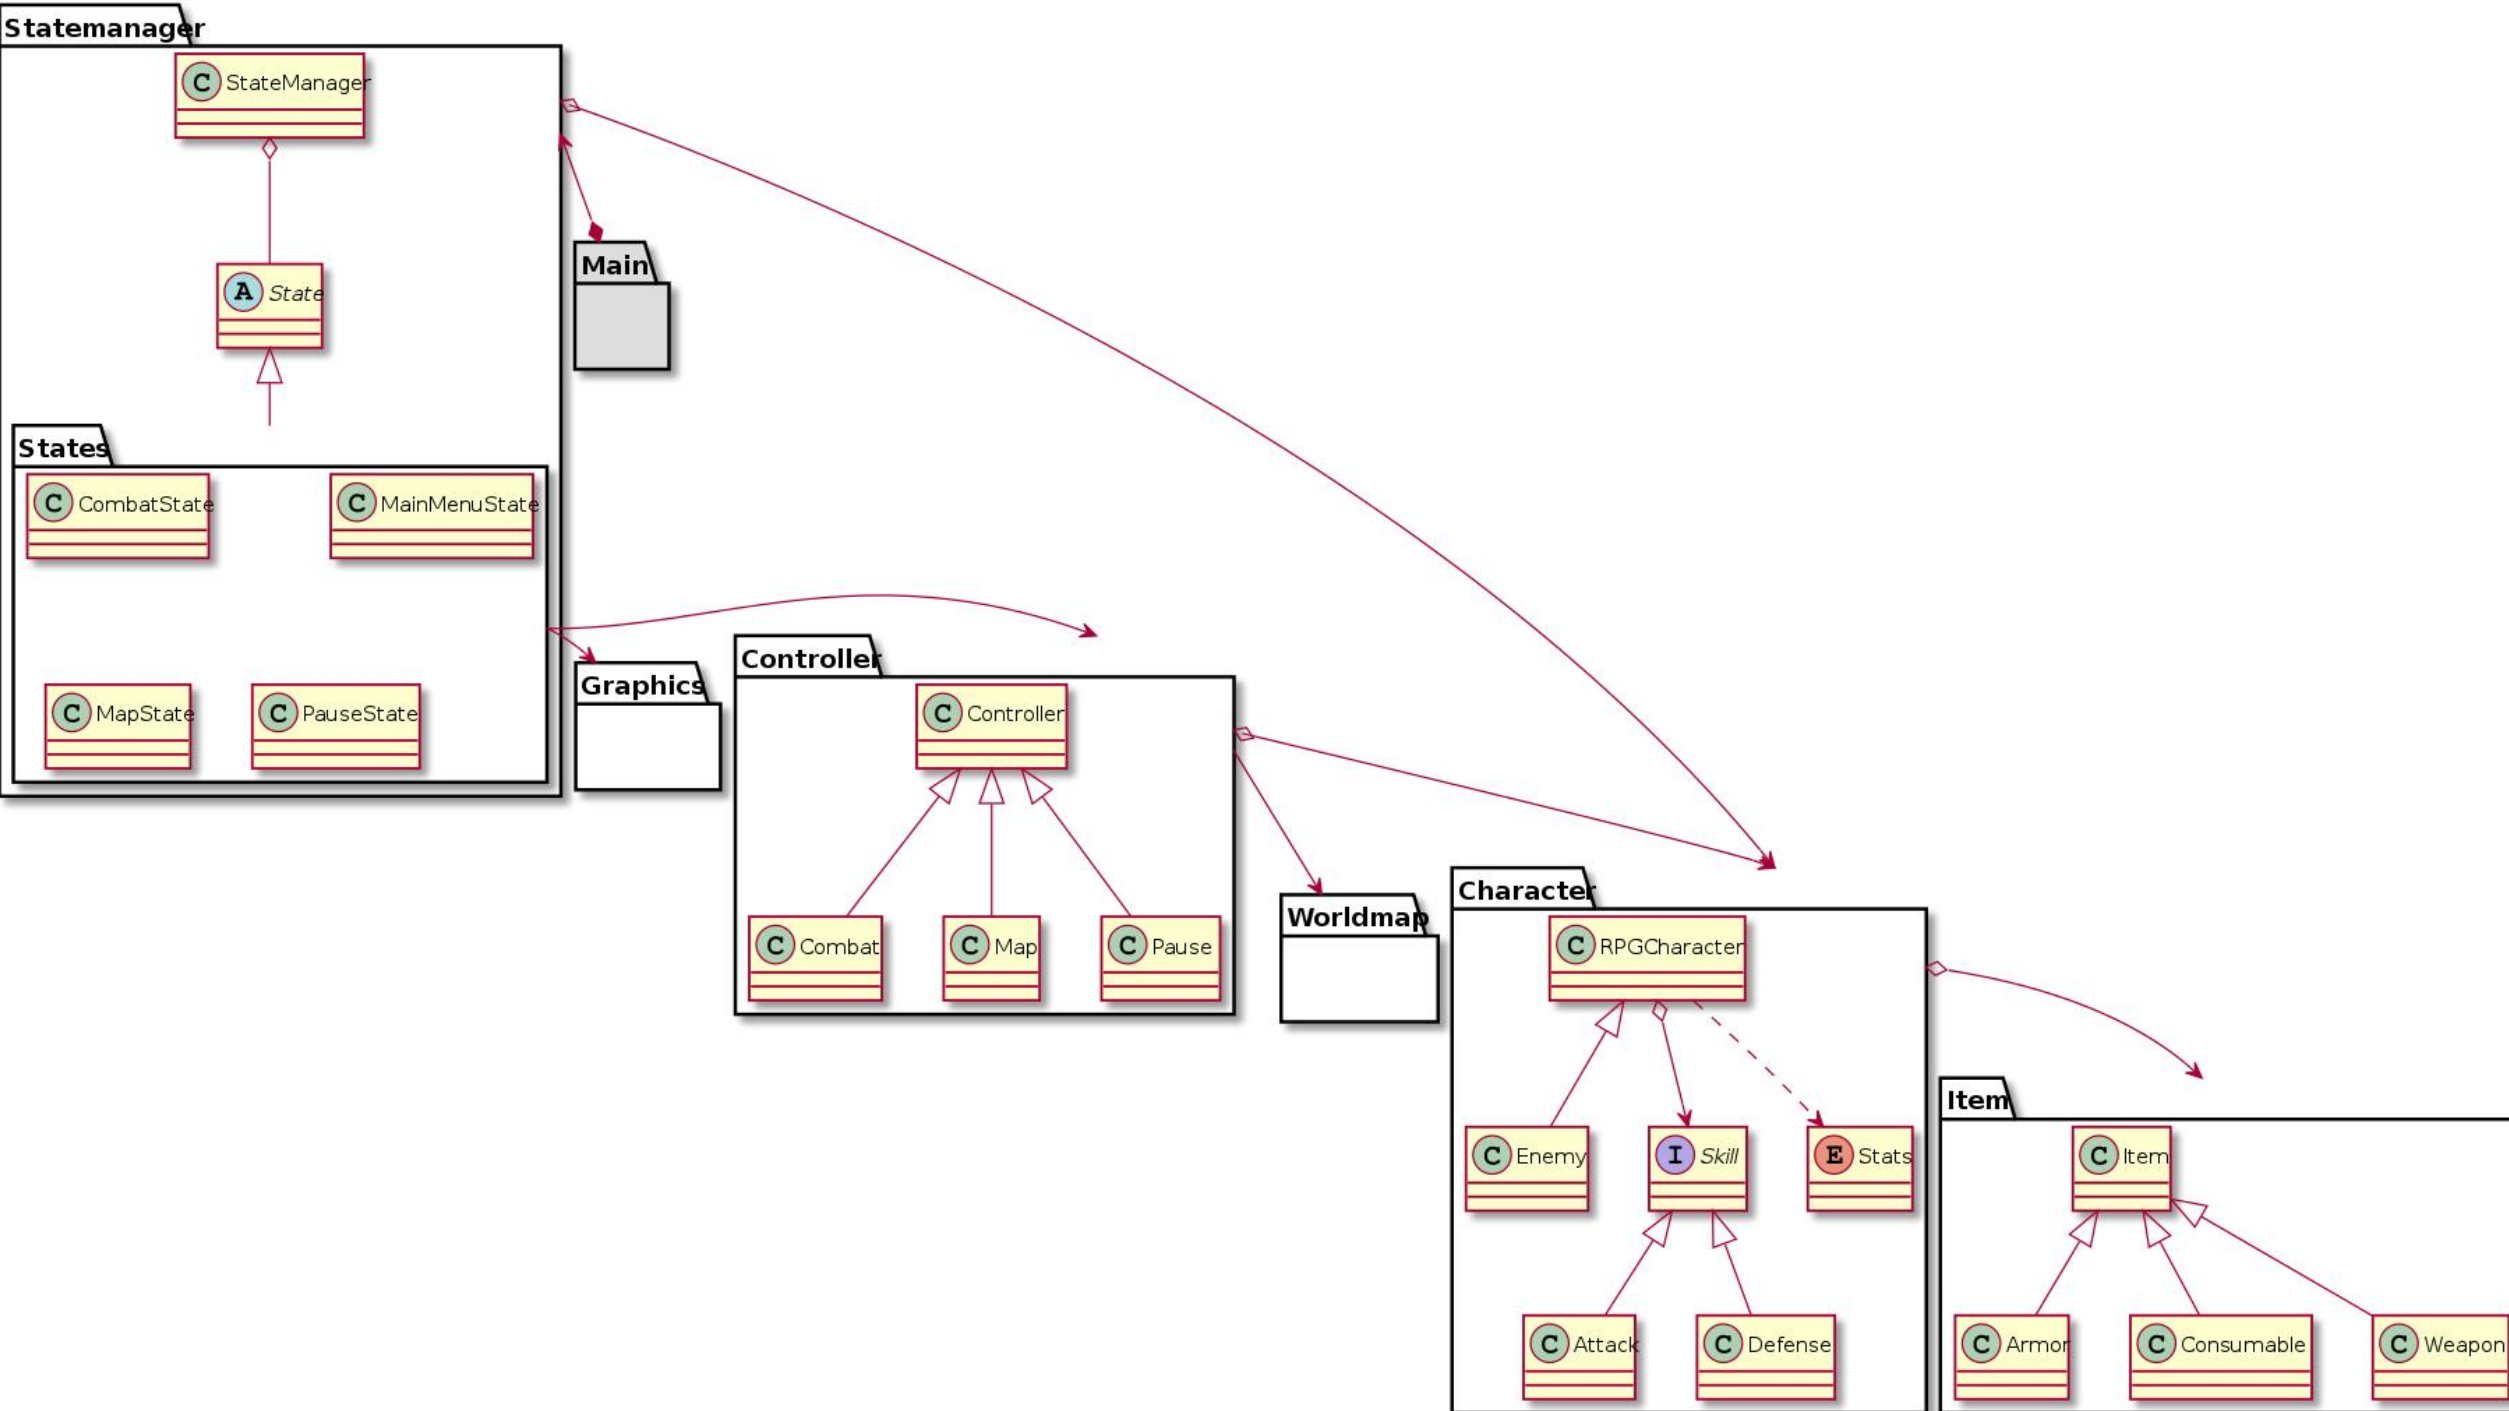 Statemanager
C StateManager
A State
States
C CombatState
C MainMenuState
C MapState
C PauseState
Main
Graphics
Controller
C Controller
C Combat
C Map
C Pause
Worldmap
Character
C RPGCharacter
C Enemy
I Skill
E Stats
C Attack
C Defense
Item
C Item
C Armor
C Consumable
C Weapon